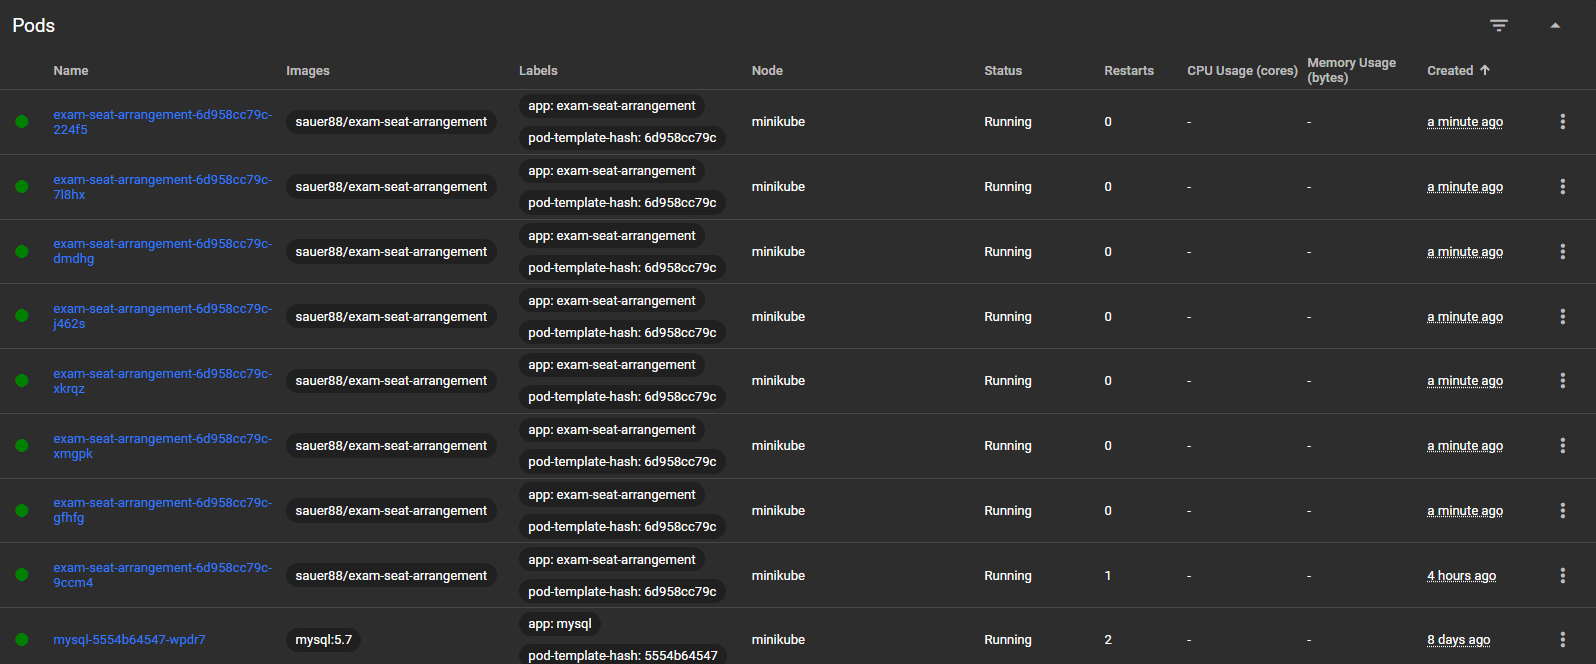 Pods
Name Images Labels Node Status Restarts CPU Usage (cores) Memory Usage (bytes) Created
exam-seat-arrangement-6d958cc79c-224f5 sauer88/exam-seat-arrangement app: exam-seat-arrangement minikube Running 0 - - a minute ago
pod-template-hash: 6d958cc79c
exam-seat-arrangement-6d958cc79c-7l8hx sauer88/exam-seat-arrangement app: exam-seat-arrangement minikube Running 0 - - a minute ago
pod-template-hash: 6d958cc79c
exam-seat-arrangement-6d958cc79c-dmdhg sauer88/exam-seat-arrangement app: exam-seat-arrangement minikube Running 0 - - a minute ago
pod-template-hash: 6d958cc79c
exam-seat-arrangement-6d958cc79c-j462s sauer88/exam-seat-arrangement app: exam-seat-arrangement minikube Running 0 - - a minute ago
pod-template-hash: 6d958cc79c
exam-seat-arrangement-6d958cc79c-xkrqz sauer88/exam-seat-arrangement app: exam-seat-arrangement minikube Running 0 - - a minute ago
pod-template-hash: 6d958cc79c
exam-seat-arrangement-6d958cc79c-xmgpk sauer88/exam-seat-arrangement app: exam-seat-arrangement minikube Running 0 - - a minute ago
pod-template-hash: 6d958cc79c
exam-seat-arrangement-6d958cc79c-gfhfg sauer88/exam-seat-arrangement app: exam-seat-arrangement minikube Running 0 - - a minute ago
pod-template-hash: 6d958cc79c
exam-seat-arrangement-6d958cc79c-9ccm4 sauer88/exam-seat-arrangement app: exam-seat-arrangement minikube Running 1 - - 4 hours ago
pod-template-hash: 6d958cc79c
mysql-5554b64547-wpdr7 mysql:5.7 app: mysql minikube Running 2 - - 8 days ago
pod-template-hash: 5554b64547